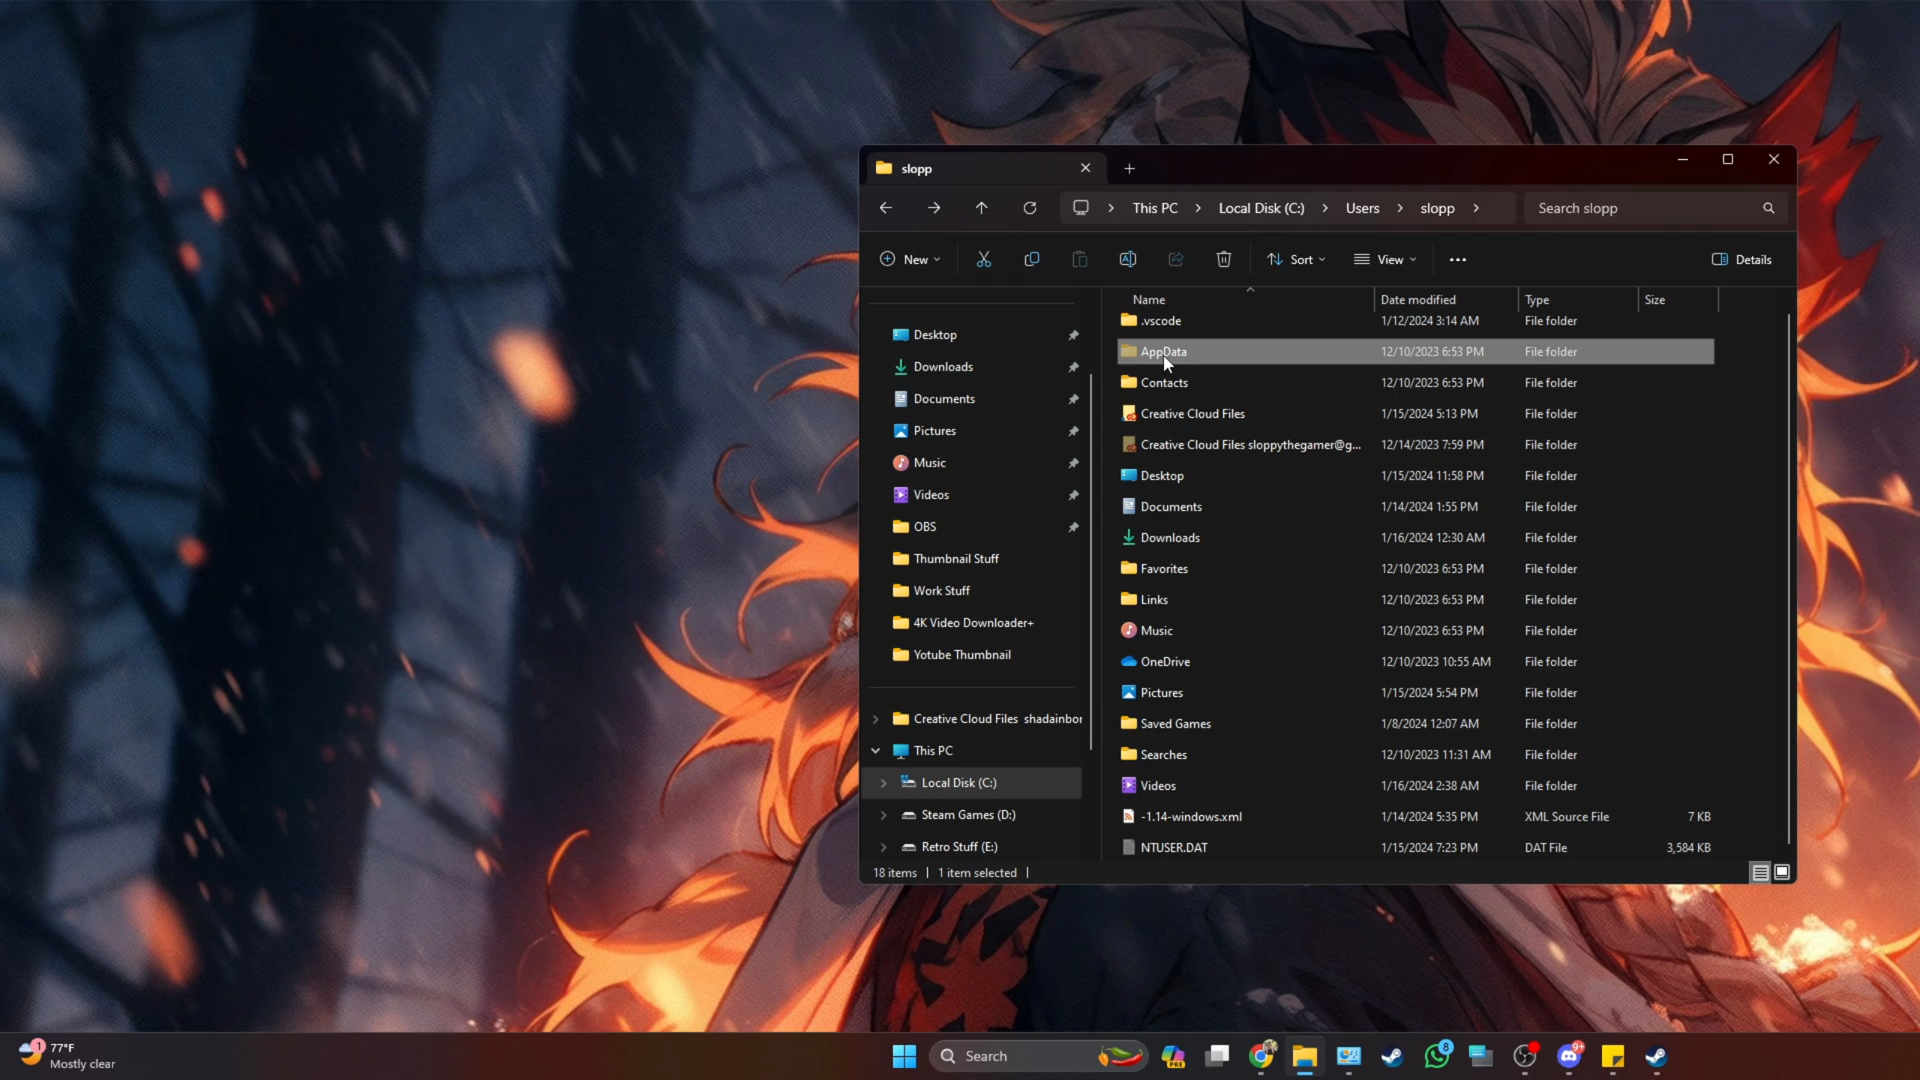 slopp
This PC
Local Disk (C:)
Users
slopp
Search slopp
New
Sort
View
Details
Name
Date modified
Type
Size
Desktop
Downloads
Documents
Pictures
Music
Videos
OBS
Thumbnail Stuff
Work Stuff
4K Video Downloader+
Yotube Thumbnail
Creative Cloud Files shadainbor
This PC
Local Disk (C:)
Steam Games (D:)
Retro Stuff (E:)
.vscode 1/12/2024 3:14 AM File folder
AppData 12/10/2023 6:53 PM File folder
Contacts 12/10/2023 6:53 PM File folder
Creative Cloud Files 1/15/2024 5:13 PM File folder
Creative Cloud Files sloppythegamer@g... 12/14/2023 7:59 PM File folder
Desktop 1/15/2024 11:58 PM File folder
Documents 1/14/2024 1:55 PM File folder
Downloads 1/16/2024 12:30 AM File folder
Favorites 12/10/2023 6:53 PM File folder
Links 12/10/2023 6:53 PM File folder
Music 12/10/2023 6:53 PM File folder
OneDrive 12/10/2023 10:55 AM File folder
Pictures 1/15/2024 5:54 PM File folder
Saved Games 1/8/2024 12:07 AM File folder
Searches 12/10/2023 11:31 AM File folder
Videos 1/16/2024 2:38 AM File folder
-1.14-windows.xml 1/14/2024 5:35 PM XML Source File 7 KB
NTUSER.DAT 1/15/2024 7:23 PM DAT File 3,584 KB
18 items
1 item selected
1
77°F
Mostly clear
Search
PRE
8
9+